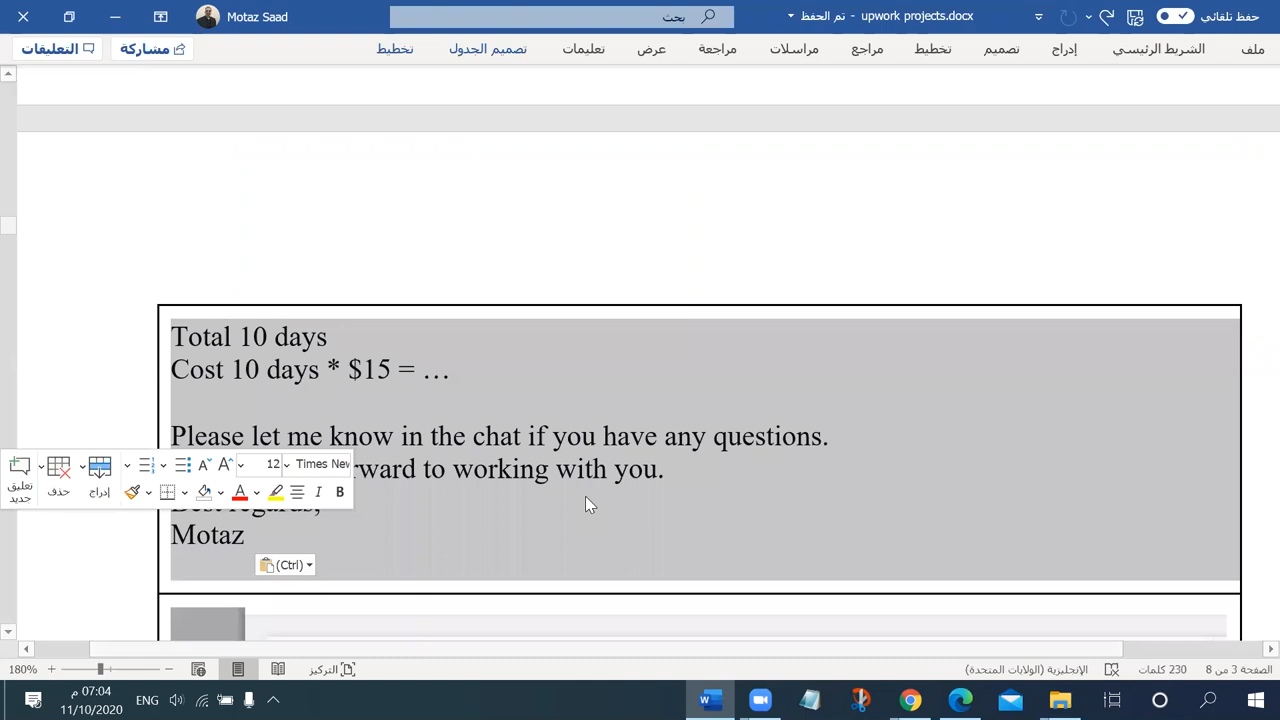 Motaz Saad
بحث
upwork projects.docx - تم الحفظ
حفظ تلقائي
ملف
الشريط الرئيسي
إدراج
تصميم
تخطيط
مراجع
مراسلات
مراجعة
عرض
تعليمات
تصميم الجدول
تخطيط
مشاركة
التعليقات
Total 10 days
Cost 10 days * $15 = …
Please let me know in the chat if you have any questions.
rward to working with you.
Best regards,
Motaz
تعليق جديد
حذف
إدراج
12
Times New
A A
A I B
(Ctrl)
الصفحة 3 من 8
230 كلمات
الإنجليزية (الولايات المتحدة)
التركيز
180%
ENG
07:04 م
11/10/2020